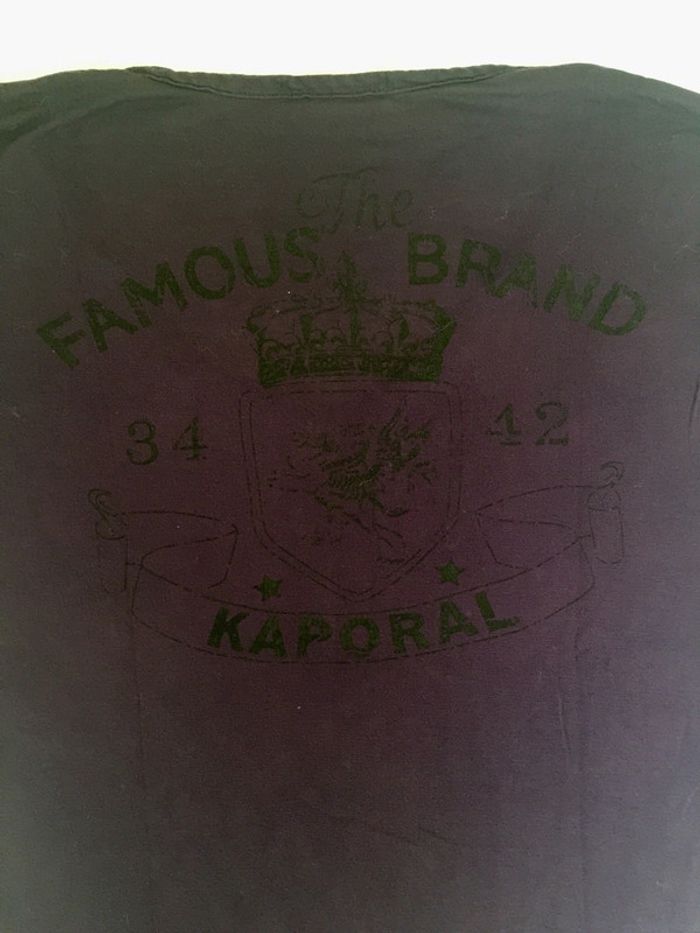 The
FAMOUS BRAND
34 42
KAPORAL